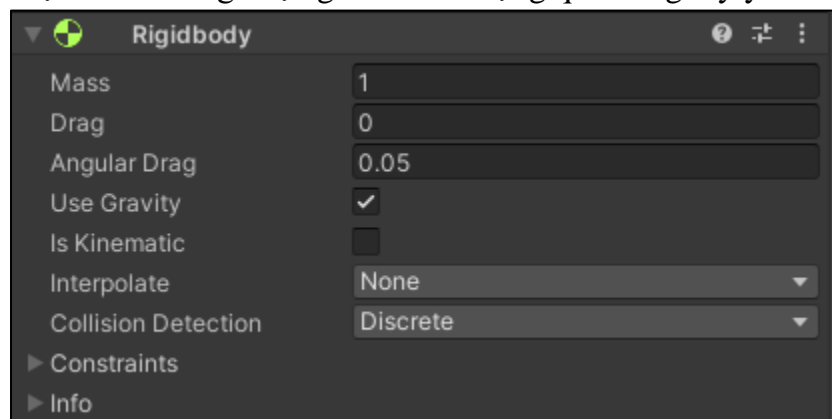 Rigidbody
Mass 1
Drag 0
Angular Drag 0.05
Use Gravity
Is Kinematic
Interpolate None
Collision Detection Discrete
Constraints
Info